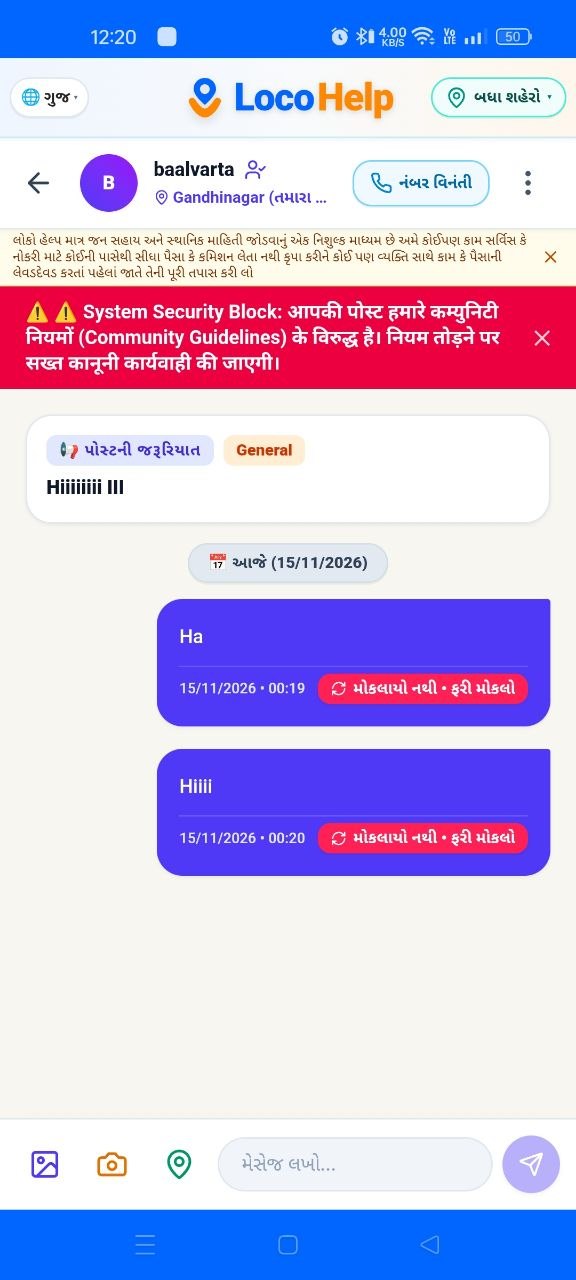 12:20
4.00 KB/S
Vo LTE
50
ગુજ
LocoHelp
બધા શહેરો
B
baalvarta
Gandhinagar (તમારા ...
નંબર વિનંતી
લોકો હેલ્પ માત્ર જન સહાય અને સ્થાનિક માહિતી જોડવાનું એક નિશુલ્ક માધ્યમ છે અમે કોઈપણ કામ સર્વિસ કે
નોકરી માટે કોઈની પાસેથી સીધા પૈસા કે કમિશન લેતા નથી કૃપા કરીને કોઈ પણ વ્યક્તિ સાથે કામ કે પૈસાની
લેવડદેવડ કરતાં પહેલાં જાતે તેની પૂરી તપાસ કરી લો
⚠️ ⚠️ System Security Block: आपकी पोस्ट हमारे कम्युनिटी
नियमों (Community Guidelines) के विरुद्ध है। नियम तोड़ने पर
सख्त कानूनी कार्यवाही की जाएगी।
પોસ્ટની જરૂરિયાત
General
Hiiiiiiii III
17 આજે (15/11/2026)
Ha
15/11/2026 • 00:19
મોકલાયો નથી • ફરી મોકલો
Hiiii
15/11/2026 • 00:20
મોકલાયો નથી • ફરી મોકલો
મેસેજ લખો...